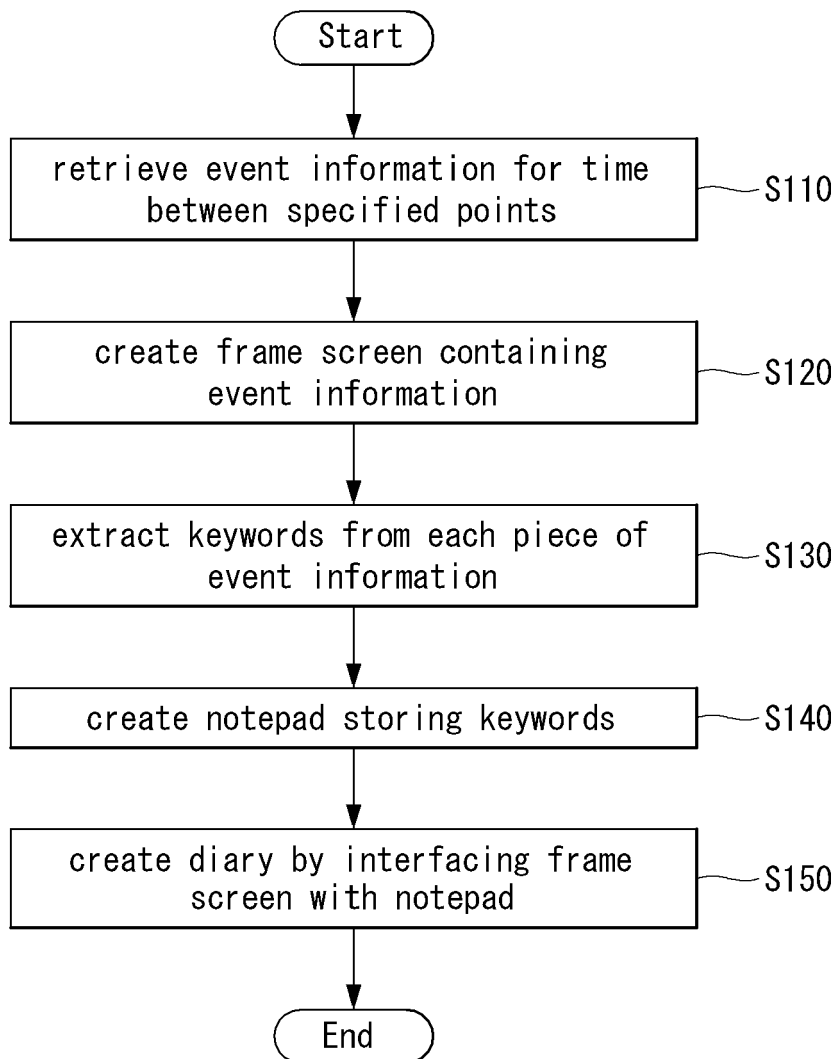 Start
retrieve event information for time
between specified points
S110
create frame screen containing
event information
S120
extract keywords from each piece of
event information
S130
create notepad storing keywords
S140
create diary by interfacing frame
screen with notepad
S150
End